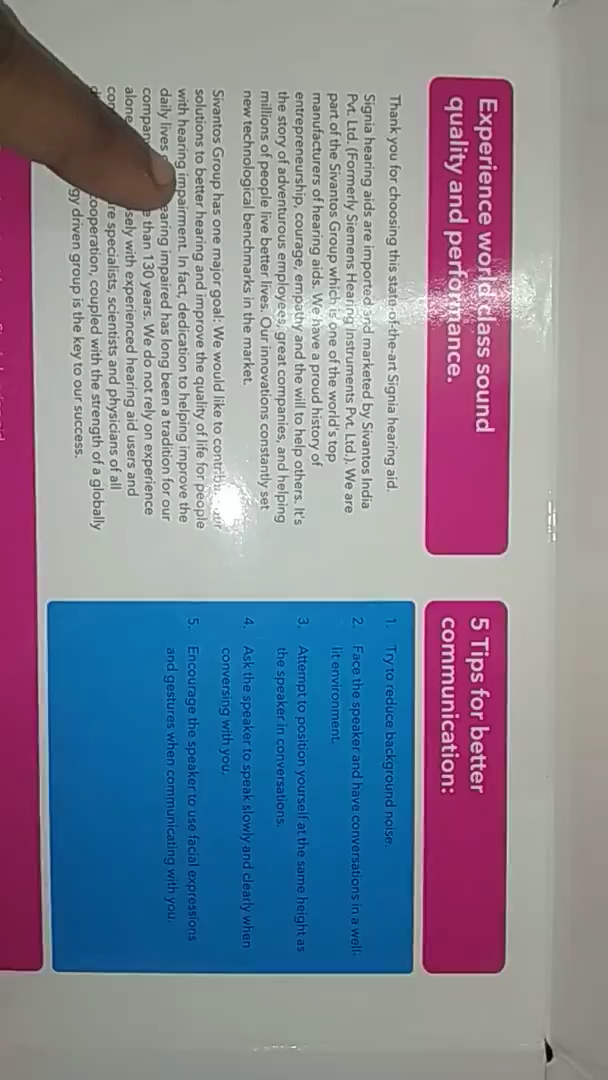 Experience world class sound
quality and performance.
Thank you for choosing this state-of-the-art Signia hearing aid.
Signia hearing aids are imported and marketed by Sivantos India
Pvt. Ltd. (Formerly Siemens Hearing Instruments Pvt. Ltd.). We are
part of the Sivantos Group which is one of the world's top
manufacturers of hearing aids. We have a proud history of
entrepreneurship, courage, empathy and the will to help others. It's
the story of adventurous employees, great companies, and helping
millions of people live better lives. Our innovations constantly set
new technological benchmarks in the market.
Sivantos Group has one major goal: We would like to contribute our
solutions to better hearing and improve the quality of life for people
with hearing impairment. In fact, dedication to helping improve the
daily lives hearing impaired has long been a tradition for our
than 130 years. We do not rely on experience
alone with experienced hearing aid users and
specialists, scientists and physicians of all
cooperation, coupled with the strength of a globally
driven group is the key to our success.
5 Tips for better
communication:
1. Try to reduce background noise.
2. Face the speaker and have conversations in a well-
lit environment.
3. Attempt to position yourself at the same height as
the speaker in conversations.
4. Ask the speaker to speak slowly and clearly when
conversing with you.
5. Encourage the speaker to use facial expressions
and gestures when communicating with you.